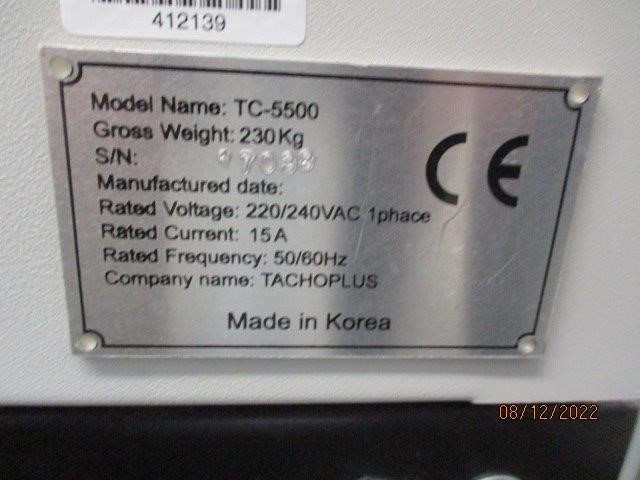 412139
Model Name: TC-5500
Gross Weight: 230Kg
S/N:
Manufactured date:
Rated Voltage: 220/240VAC 1phace
Rated Current: 15A
Rated Frequency: 50/60Hz
Company name: TACHOPLUS
CE
Made in Korea
08/12/2022